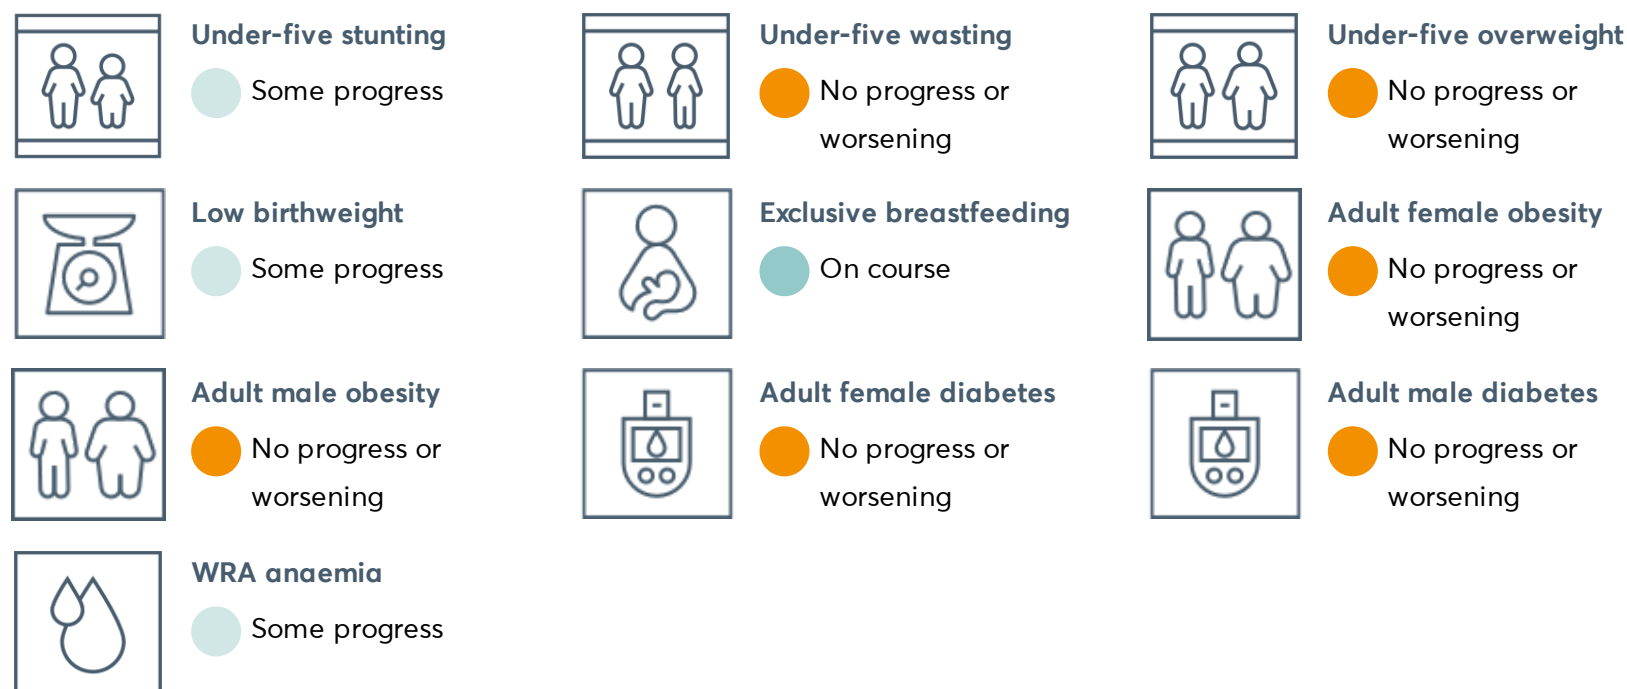 Under-five stunting
Some progress
Under-five wasting
No progress or
worsening
Under-five overweight
No progress or
worsening
Low birthweight
Some progress
Exclusive breastfeeding
On course
Adult female obesity
No progress or
worsening
Adult male obesity
No progress or
worsening
Adult female diabetes
No progress or
worsening
Adult male diabetes
No progress or
worsening
WRA anaemia
Some progress